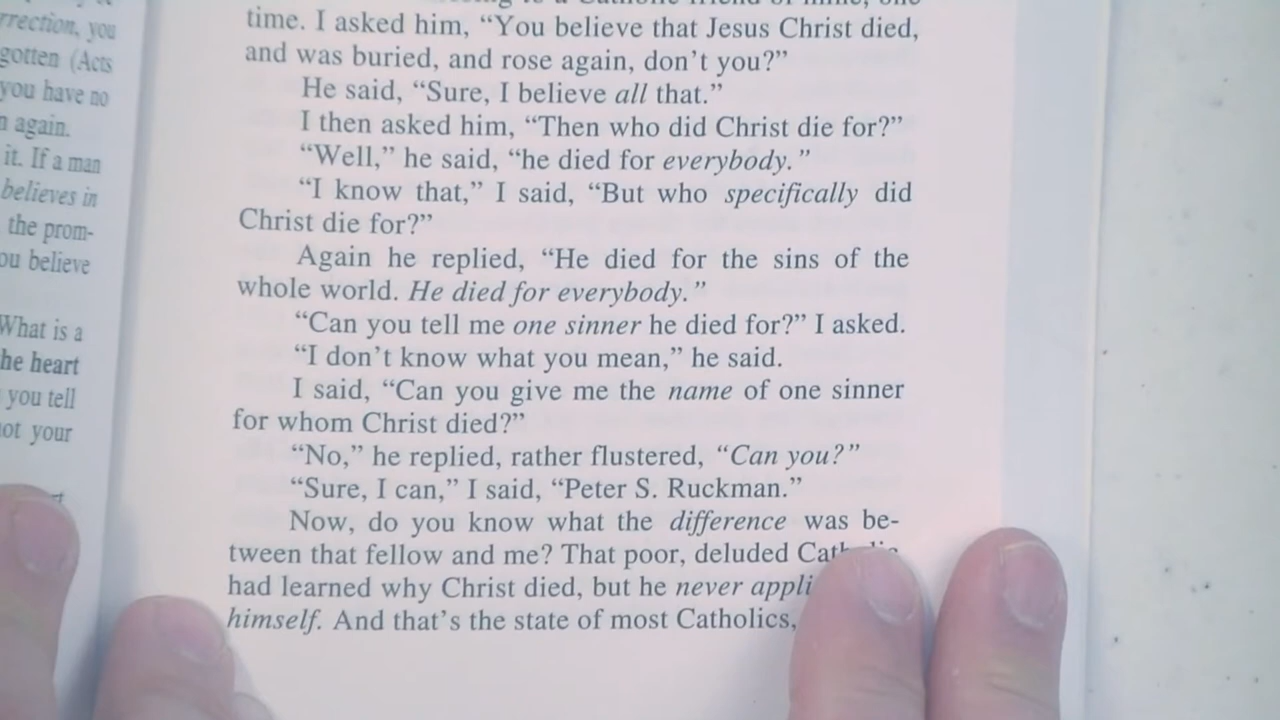 rrection, you
gotten (Acts
you have no
n again.
it. If a man
believes in
the prom-
ou believe
What is a
he heart
you tell
not your
time. I asked him, “You believe that Jesus Christ died,
and was buried, and rose again, don’t you?”
He said, “Sure, I believe all that.”
I then asked him, “Then who did Christ die for?”
“Well,” he said, “he died for everybody.”
“I know that,” I said, “But who specifically did
Christ die for?”
Again he replied, “He died for the sins of the
whole world. He died for everybody.”
“Can you tell me one sinner he died for?” I asked.
“I don’t know what you mean,” he said.
I said, “Can you give me the name of one sinner
for whom Christ died?”
“No,” he replied, rather flustered, “Can you?”
“Sure, I can,” I said, “Peter S. Ruckman.”
Now, do you know what the difference was be-
tween that fellow and me? That poor, deluded
had learned why Christ died, but he never
himself. And that’s the state of most Catholics,